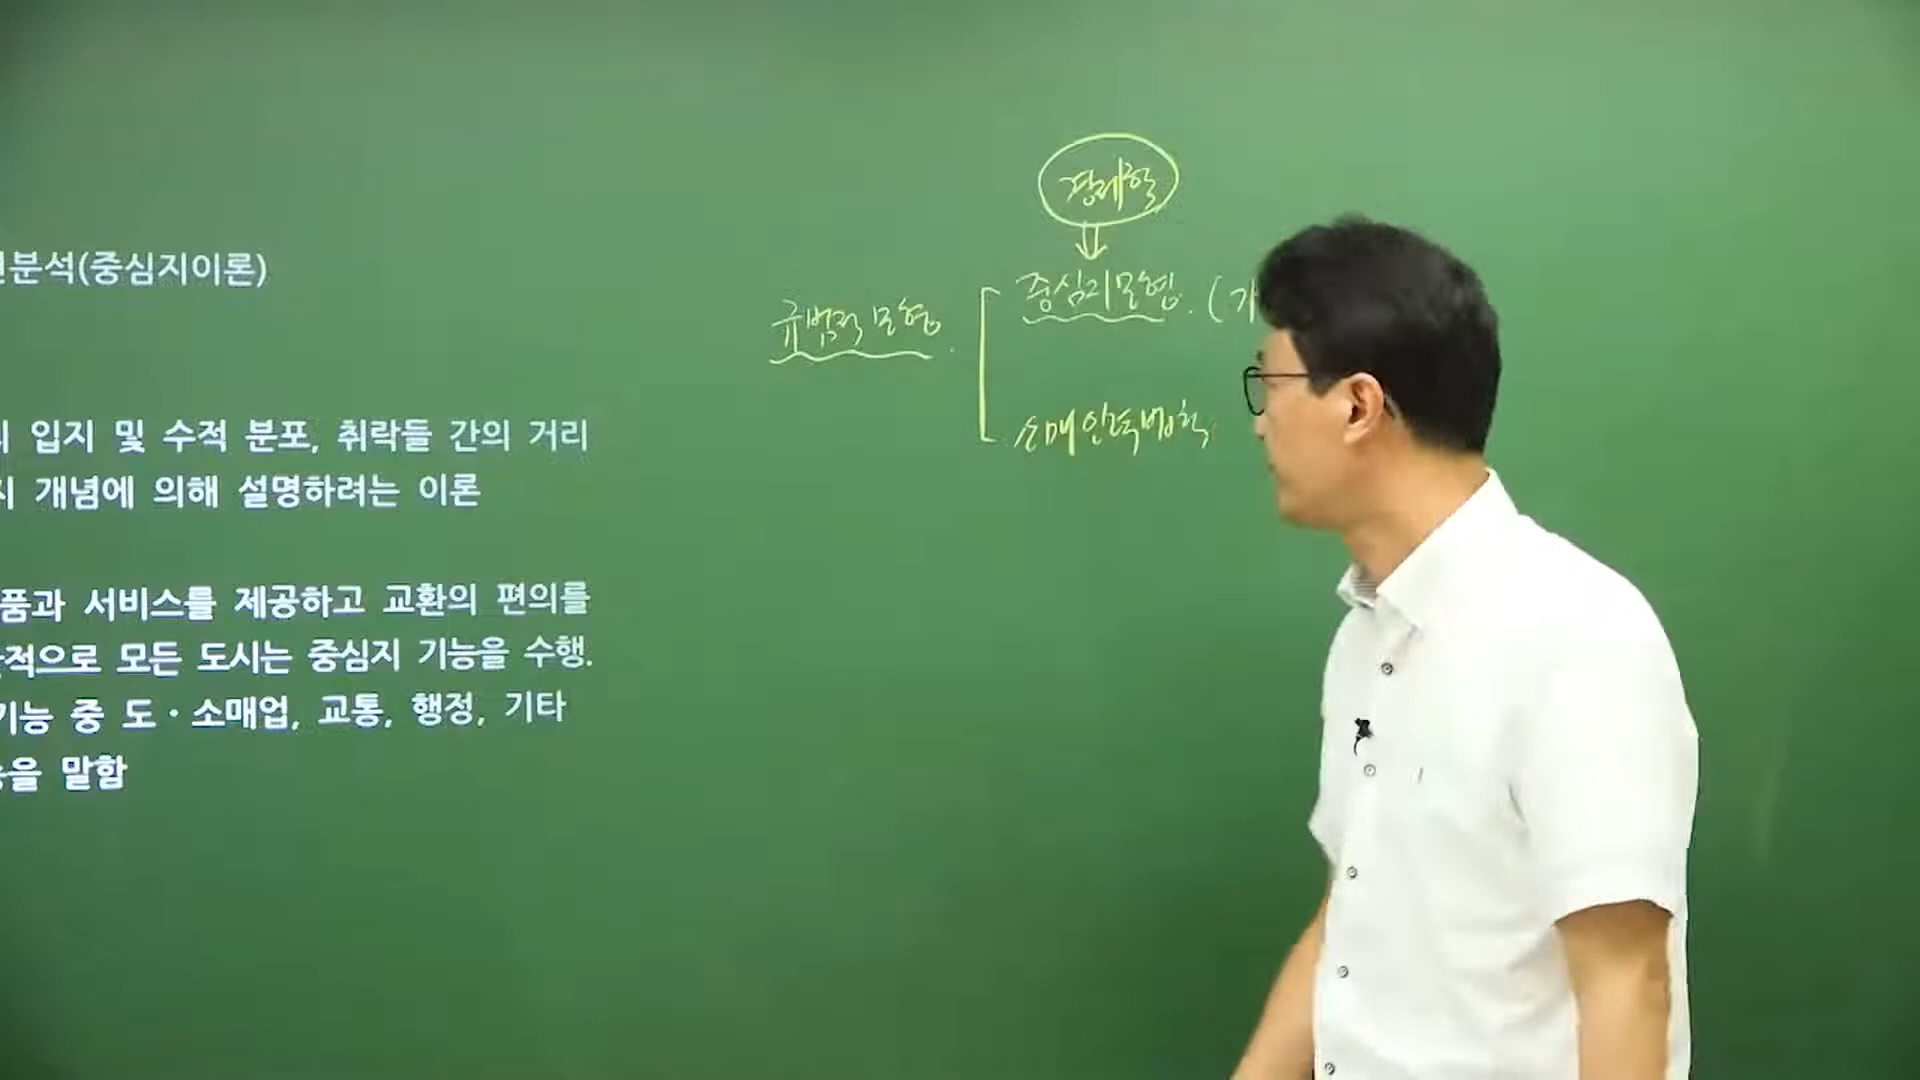 분석(중심지이론)
입지 및 수적 분포, 취락들 간의 거리
개념에 의해 설명하려는 이론
품과 서비스를 제공하고 교환의 편의를
적으로 모든 도시는 중심지 기능을 수행.
기능 중 도·소매업, 교통, 행정, 기타
을 말함
경제학
규범적 모형.
중심지모형. (가
소매인력법칙